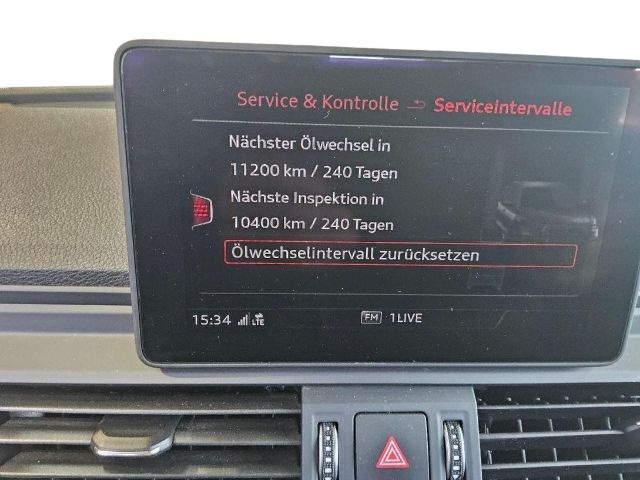 Service & Kontrolle Serviceintervalle
Nächster Ölwechsel in
11200 km / 240 Tagen
Nächste Inspektion in
10400 km / 240 Tagen
Ölwechselintervall zurücksetzen
15:34 LTE FM 1LIVE